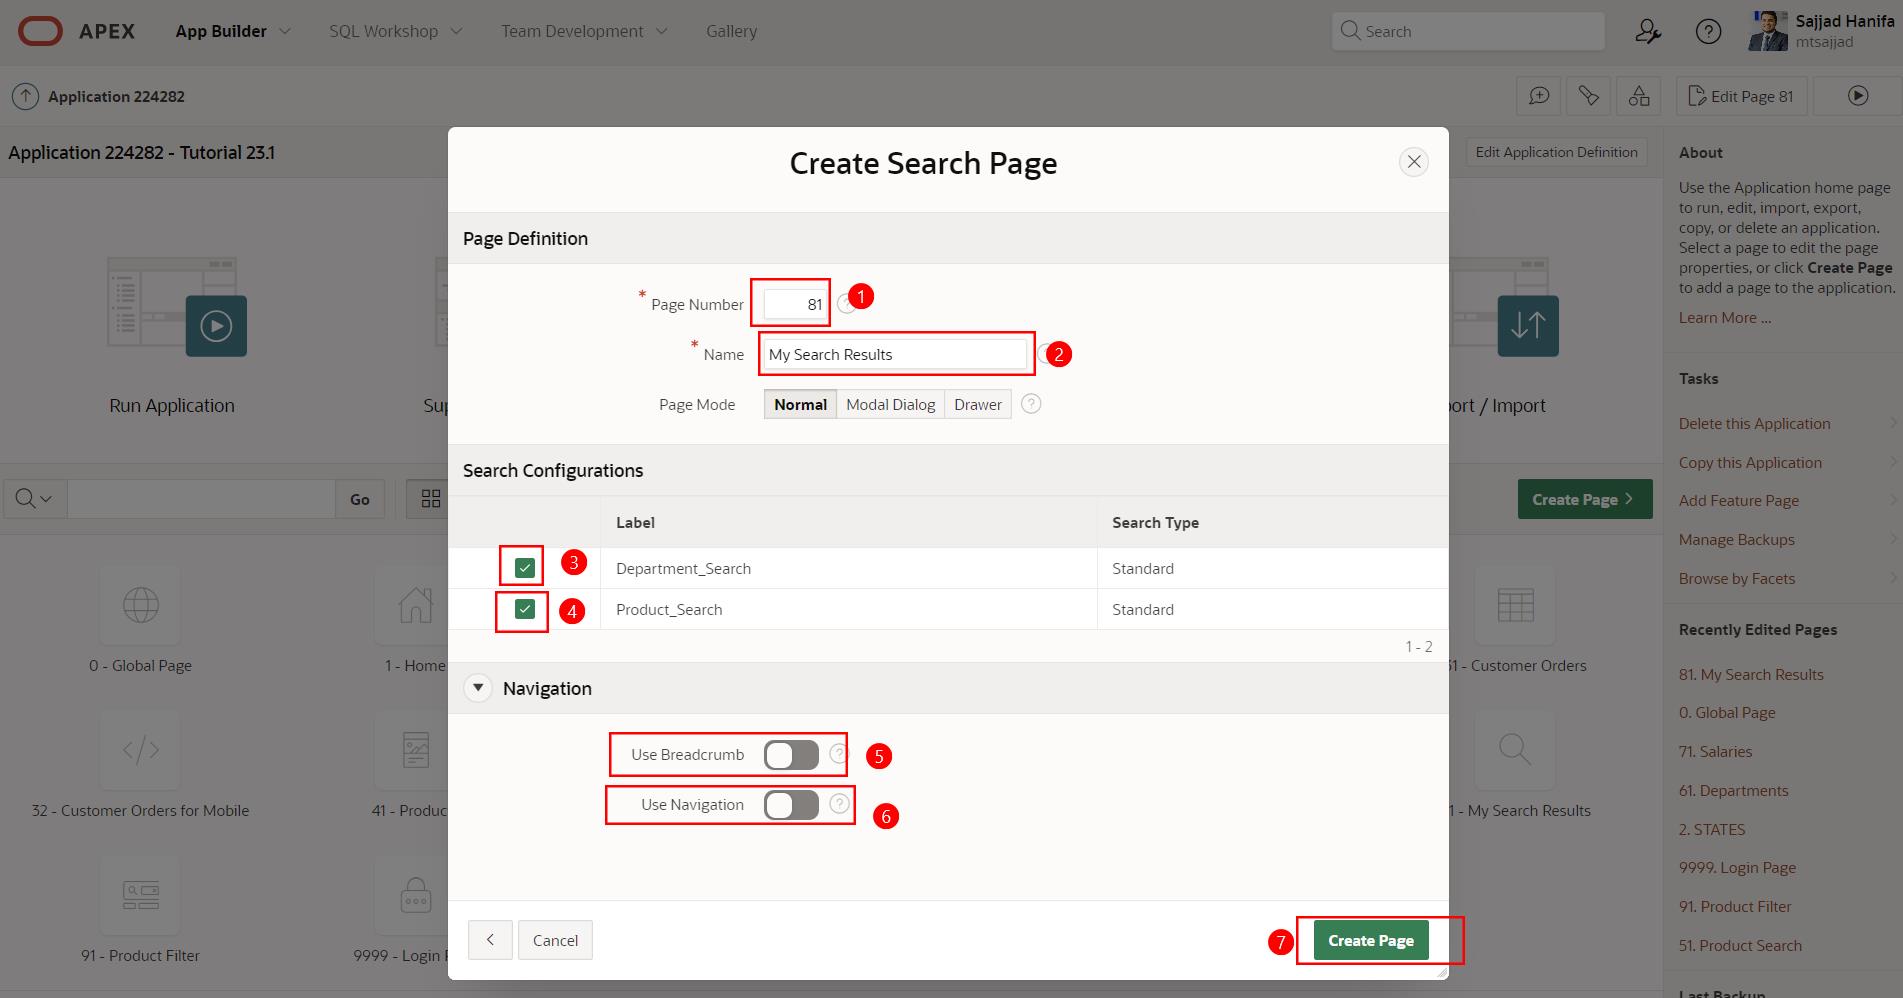 APEX
App Builder
SQL Workshop
Team Development
Gallery
Search
Sajjad Hanifa
mtsajjad
Application 224282
Edit Page 81
Application 224282 - Tutorial 23.1
Edit Application Definition
Run Application
Create Search Page
Page Definition
* Page Number 81 ? 1
* Name My Search Results 2
Page Mode Normal Modal Dialog Drawer ?
Search Configurations
Label Search Type
3 Department_Search Standard
4 Product_Search Standard
1 - 2
Navigation
Use Breadcrumb ? 5
Use Navigation ? 6
Cancel
7 Create Page
/ Import
Go
Create Page
0 - Global Page
1 - Home
1 - Customer Orders
32 - Customer Orders for Mobile
41 - Produc
1 - My Search Results
91 - Product Filter
9999 - Login
About
Use the Application home page
to run, edit, import, export,
copy, or delete an application.
Select a page to edit the page
properties, or click Create Page
to add a page to the application.
Learn More ...
Tasks
Delete this Application
Copy this Application
Add Feature Page
Manage Backups
Browse by Facets
Recently Edited Pages
81. My Search Results
0. Global Page
71. Salaries
61. Departments
2. STATES
9999. Login Page
91. Product Filter
51. Product Search
Last Backup